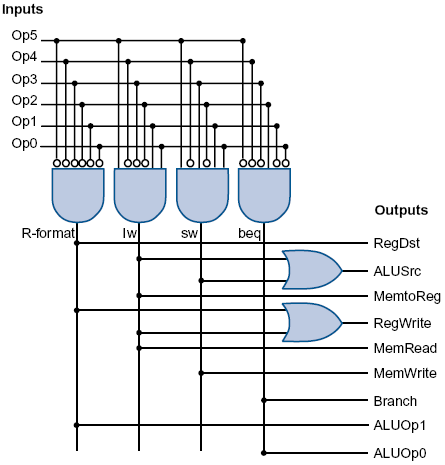 Inputs
Op5
Op4
Op3
Op2
Op1
Op0
R-format
lw
sw
beq
Outputs
RegDst
ALUSrc
MemtoReg
RegWrite
MemRead
MemWrite
Branch
ALUOp1
ALUOp0